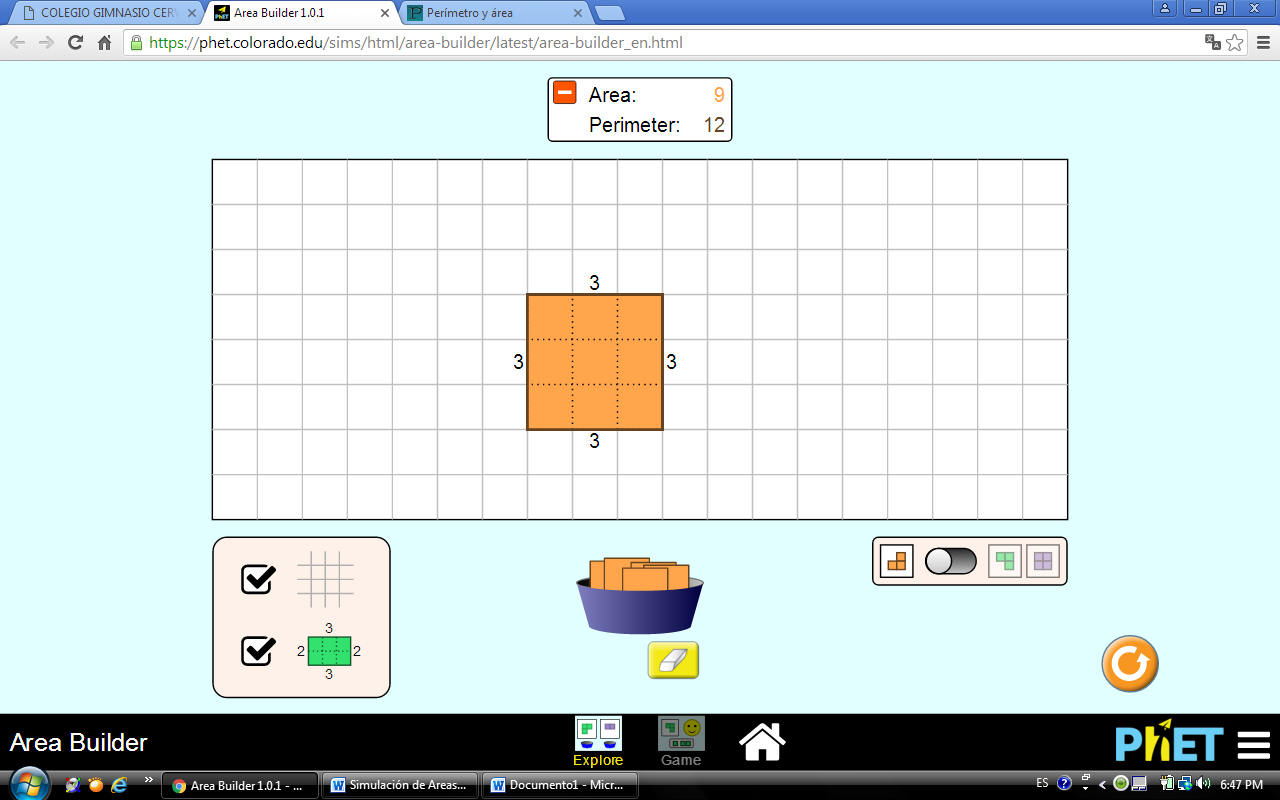 COLEGIO GIMNASIO CERV
Area Builder 1.0.1
Perímetro y área
https://phet.colorado.edu/sims/html/area-builder/latest/area-builder_en.html
Area: 9
Perimeter: 12
3
3 3
3
3
2 2
3
Area Builder
Explore
Game
PhET
Area Builder 1.0.1 - ...
Simulación de Areas...
Documento1 - Micr...
ES
6:47 PM